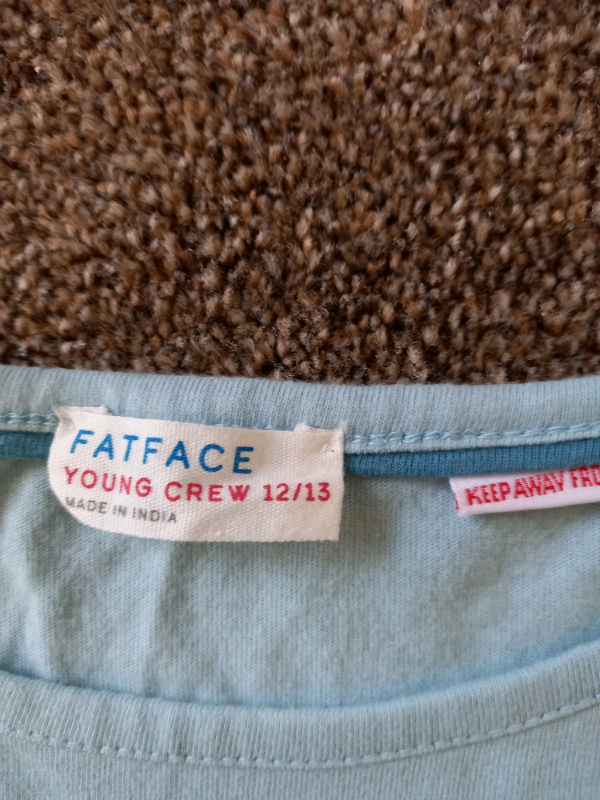 FATFACE
YOUNG CREW 12/13
MADE IN INDIA
KEEP AWAY